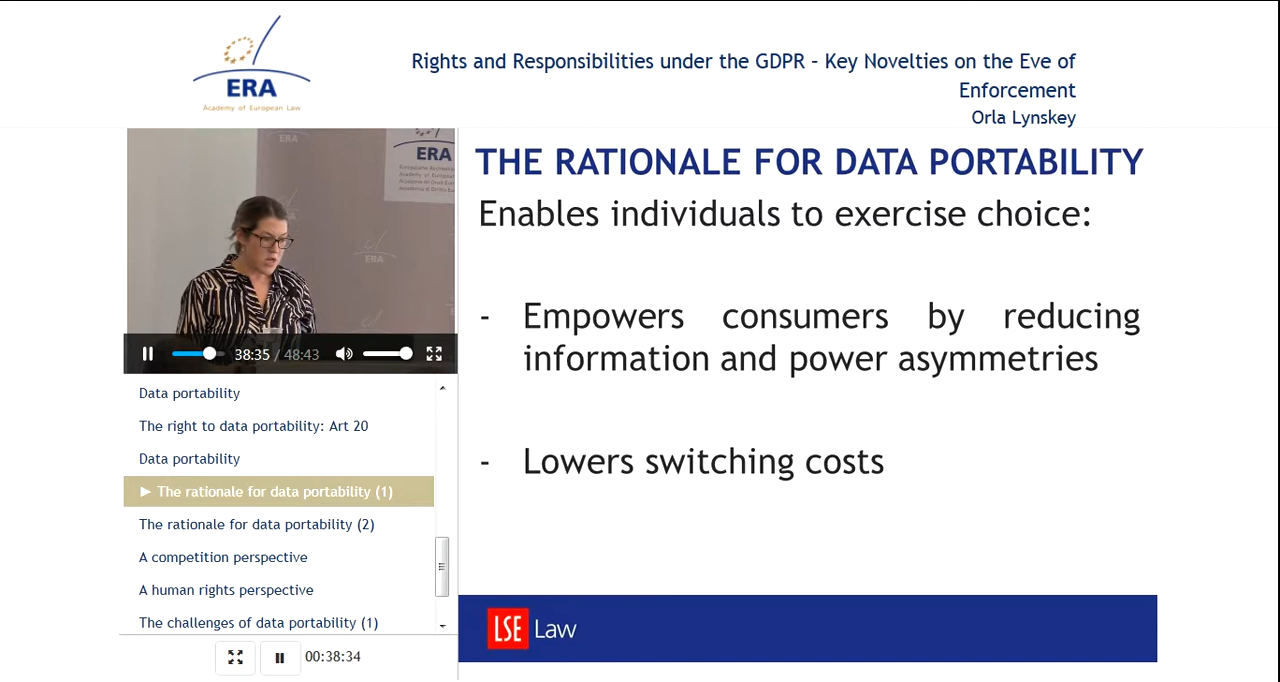 ERA
Academy of European Law
Rights and Responsibilities under the GDPR – Key Novelties on the Eve of
Enforcement
Orla Lynskey
ERA
ERA
ERA
38:35 / 48:43
Data portability
The right to data portability: Art 20
Data portability
► The rationale for data portability (1)
The rationale for data portability (2)
A competition perspective
A human rights perspective
The challenges of data portability (1)
00:38:34
THE RATIONALE FOR DATA PORTABILITY
Enables individuals to exercise choice:
- Empowers consumers by reducing
information and power asymmetries
- Lowers switching costs
LSE Law